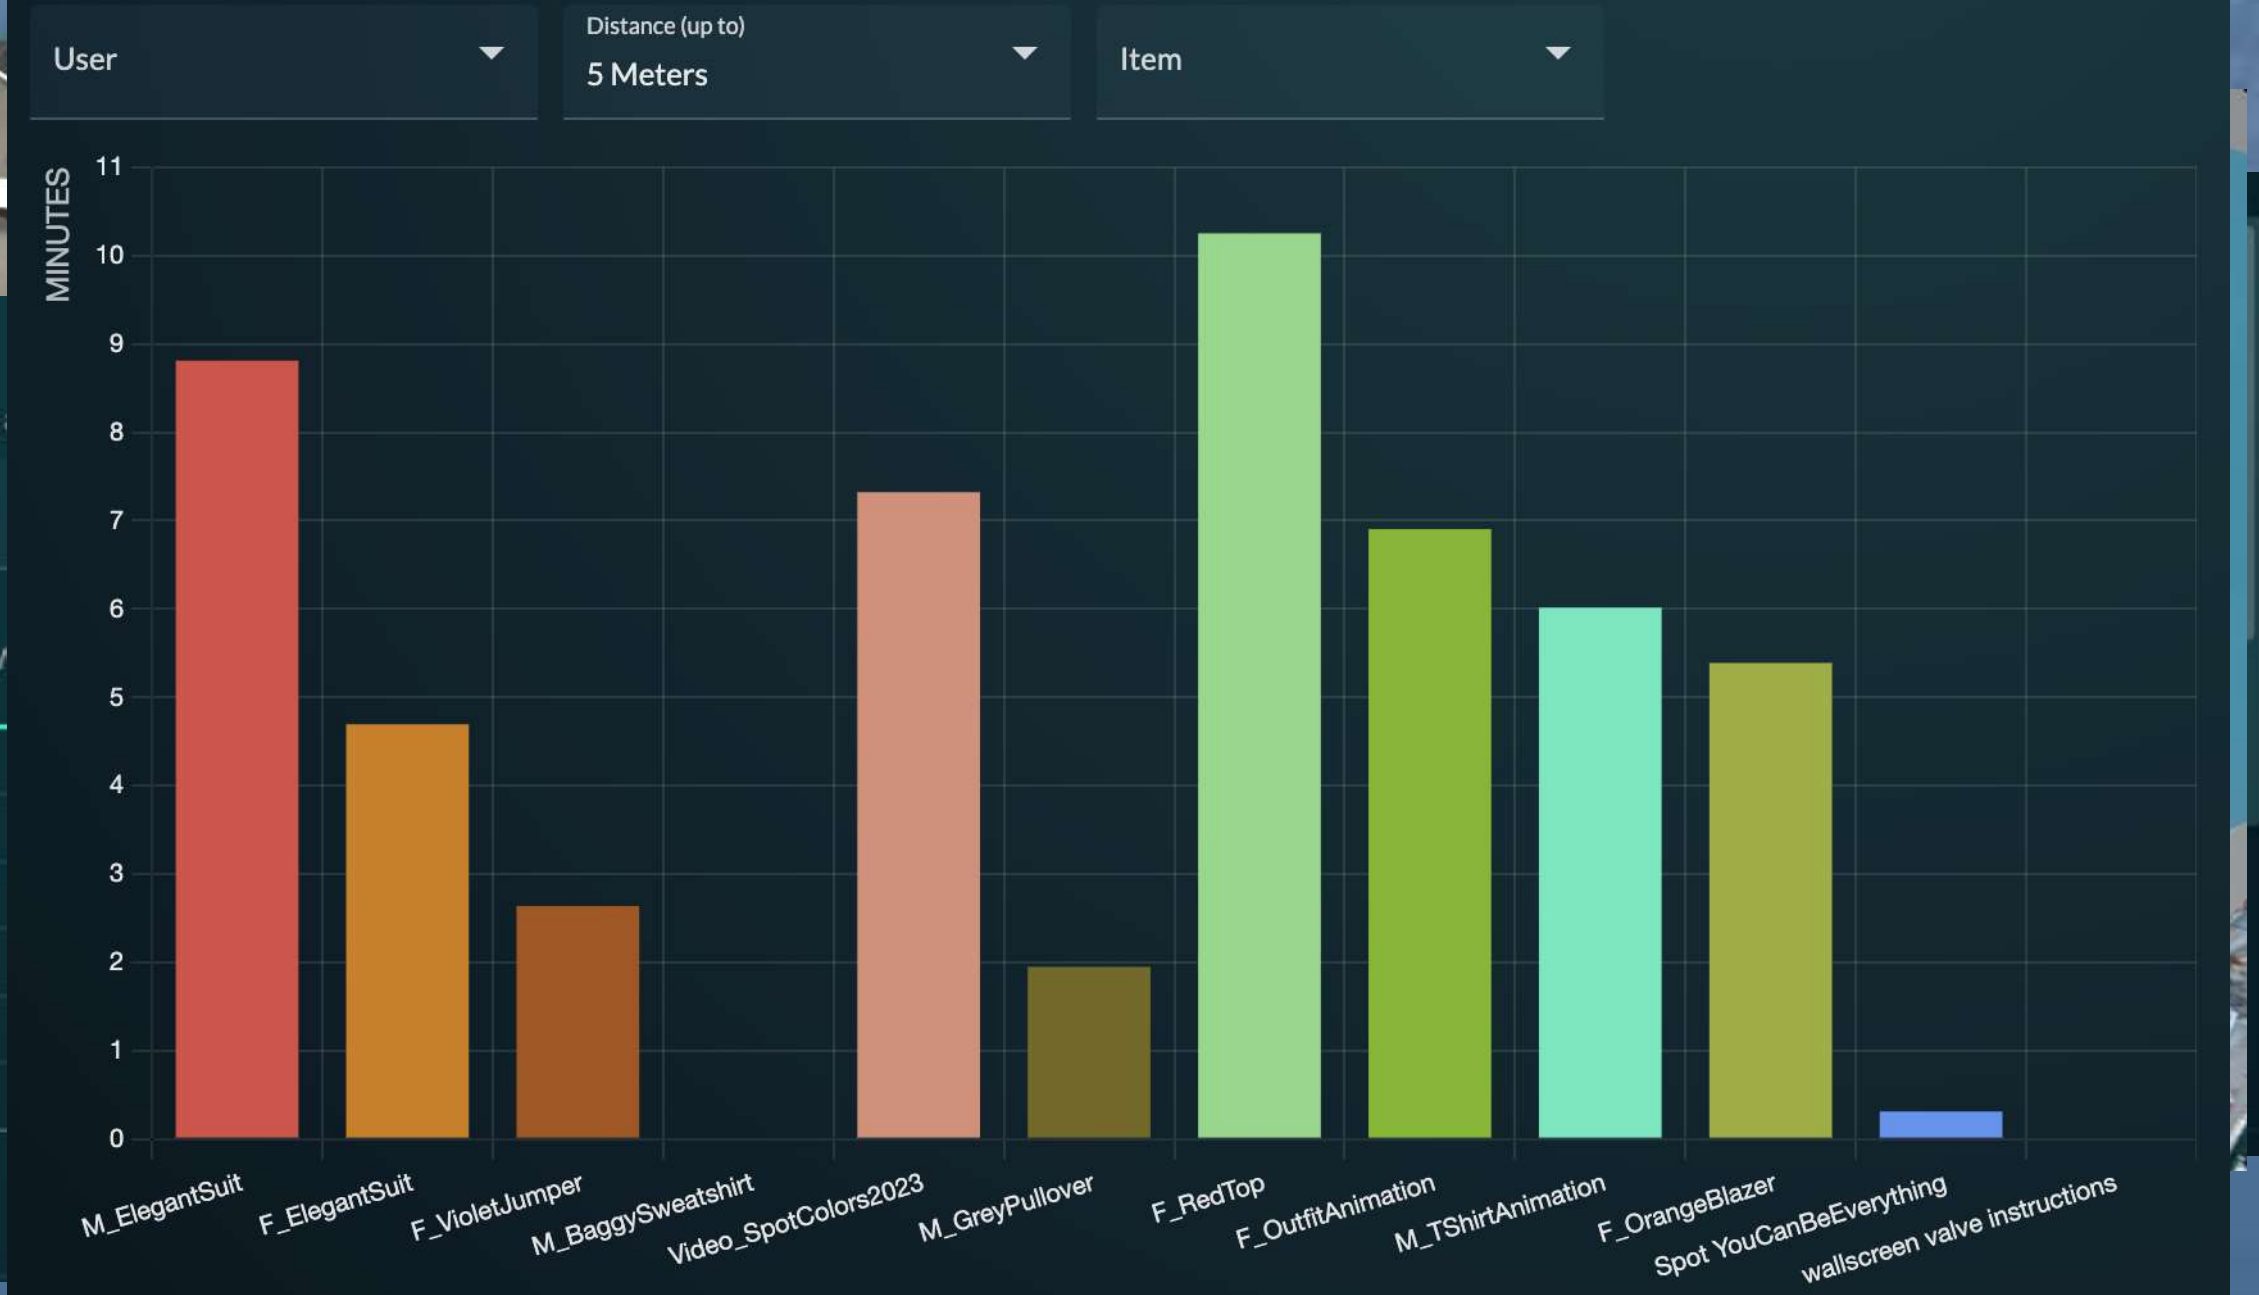 User
Distance (up to)
5 Meters
Item
MINUTES
11
10
9
8
7
6
5
4
3
2
1
0
M_ElegantSuit
F_ElegantSuit
F_VioletJumper
M_BaggySweatshirt
Video_SpotColors2023
M_GreyPullover
F_RedTop
F_OutfitAnimation
M_TShirtAnimation
F_OrangeBlazer
Spot YouCanBeEverything
wallscreen valve instructions